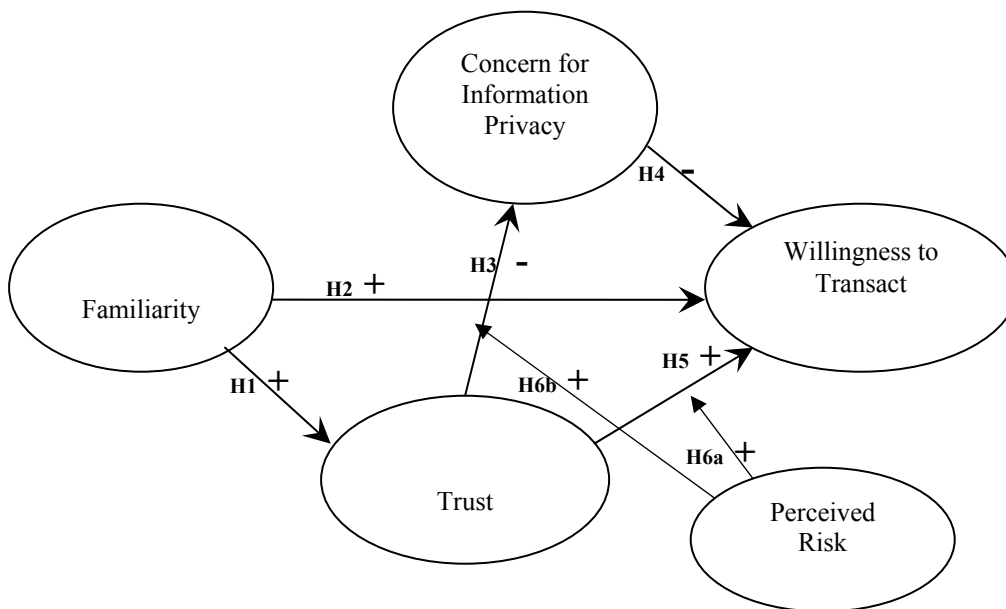 Concern for
Information
Privacy
H4 -
Willingness to
Transact
H3 -
H2 +
Familiarity
H5 +
H1 +
H6b +
H6a +
Trust
Perceived
Risk